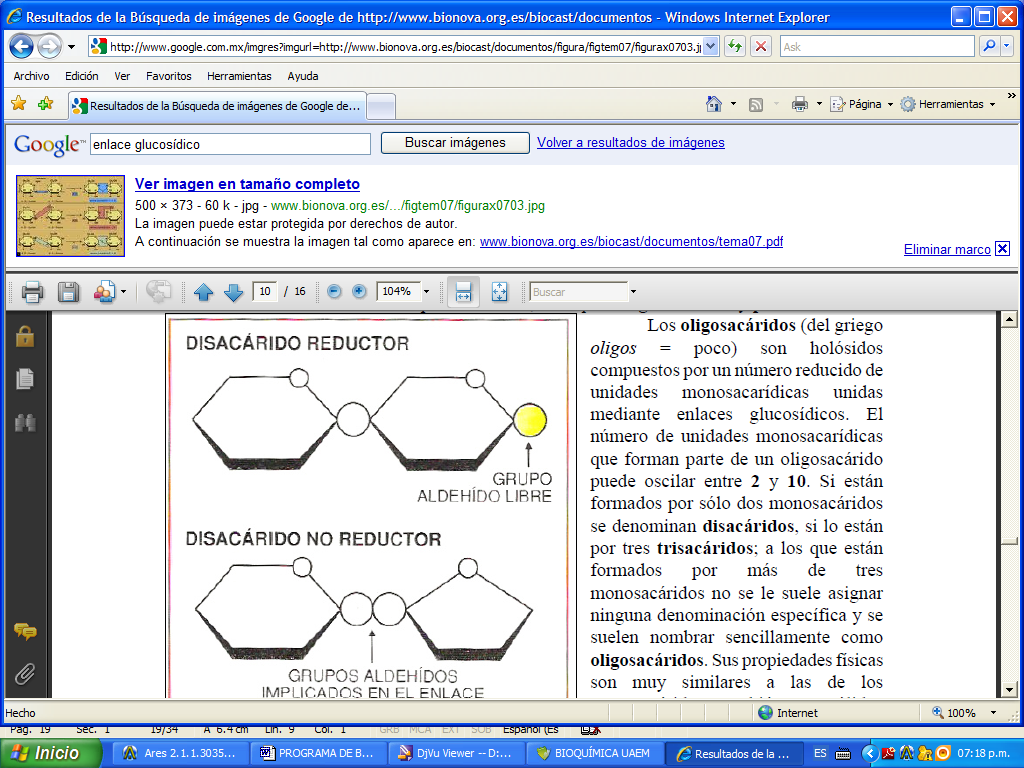 Resultados de la Búsqueda de imágenes de Google de http://www.bionova.org.es/biocast/documentos - Windows Internet Explorer
http://www.google.com.mx/imgres?imgurl=http://www.bionova.org.es/biocast/documentos/figura/figtem07/figurax0703.j
Ask
Archivo Edición Ver Favoritos Herramientas Ayuda
Resultados de la Búsqueda de imágenes de Google de...
Página Herramientas
Google enlace glucosídico Buscar imágenes Volver a resultados de imágenes
Ver imagen en tamaño completo
500 × 373 - 60 k - jpg - www.bionova.org.es/.../figtem07/figurax0703.jpg
La imagen puede estar protegida por derechos de autor.
A continuación se muestra la imagen tal como aparece en: www.bionova.org.es/biocast/documentos/tema07.pdf
Eliminar marco
10 / 16 104% Buscar
DISACÁRIDO REDUCTOR
GRUPO
ALDEHÍDO LIBRE
DISACÁRIDO NO REDUCTOR
GRUPOS ALDEHÍDOS
IMPLICADOS EN EL ENLACE
Los oligosacáridos (del griego
oligos = poco) son holósidos
compuestos por un número reducido de
unidades monosacarídicas unidas
mediante enlaces glucosídicos. El
número de unidades monosacarídicas
que forman parte de un oligosacárido
puede oscilar entre 2 y 10. Si están
formados por sólo dos monosacáridos
se denominan disacáridos, si lo están
por tres trisacáridos; a los que están
formados por más de tres
monosacáridos no se le suele asignar
ninguna denominación específica y se
suelen nombrar sencillamente como
oligosacáridos. Sus propiedades físicas
son muy similares a las de los
Hecho Internet 100%
Pág. 19 Sec. 1 19/34 A 6.4 cm Lín. 9 Col. 1 GRB MCA EXT SOB Español (Es
Inicio Ares 2.1.1.3035... PROGRAMA DE B... DjVu Viewer -- D:... BIOQUÍMICA UAEM Resultados de la ... ES 07:18 p.m.